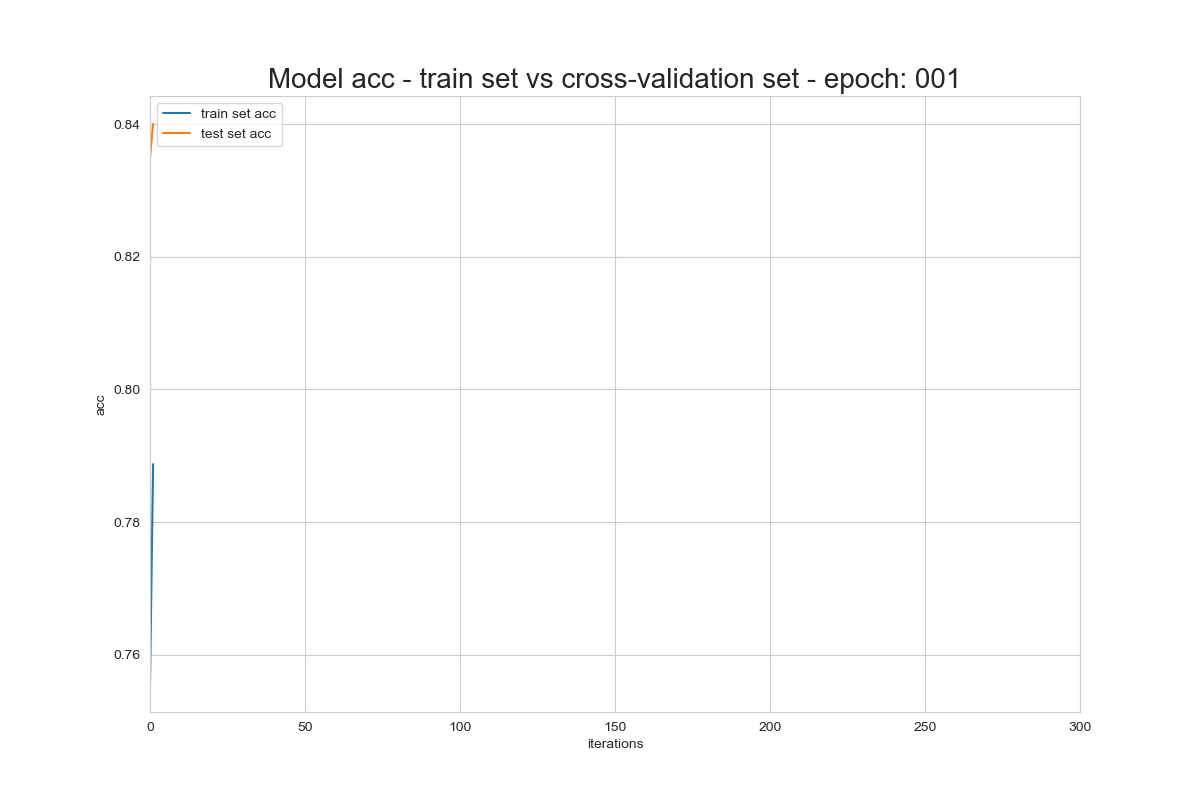 Model acc - train set vs cross-validation set - epoch: 001
train set acc
test set acc
0.84
0.82
0.80
0.78
0.76
acc
0 50 100 150 200 250 300
iterations